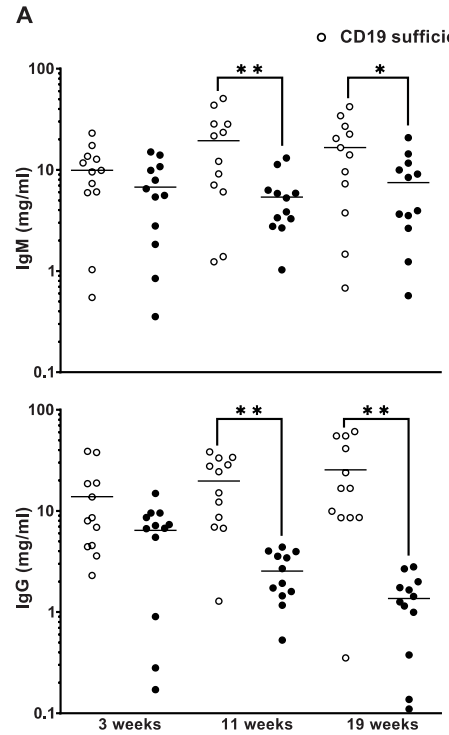 A
CD19 suffici
100
10
1
0.1
IgM (mg/ml)
**
*
100
10
1
0.1
IgG (mg/ml)
**
**
3 weeks
11 weeks
19 weeks